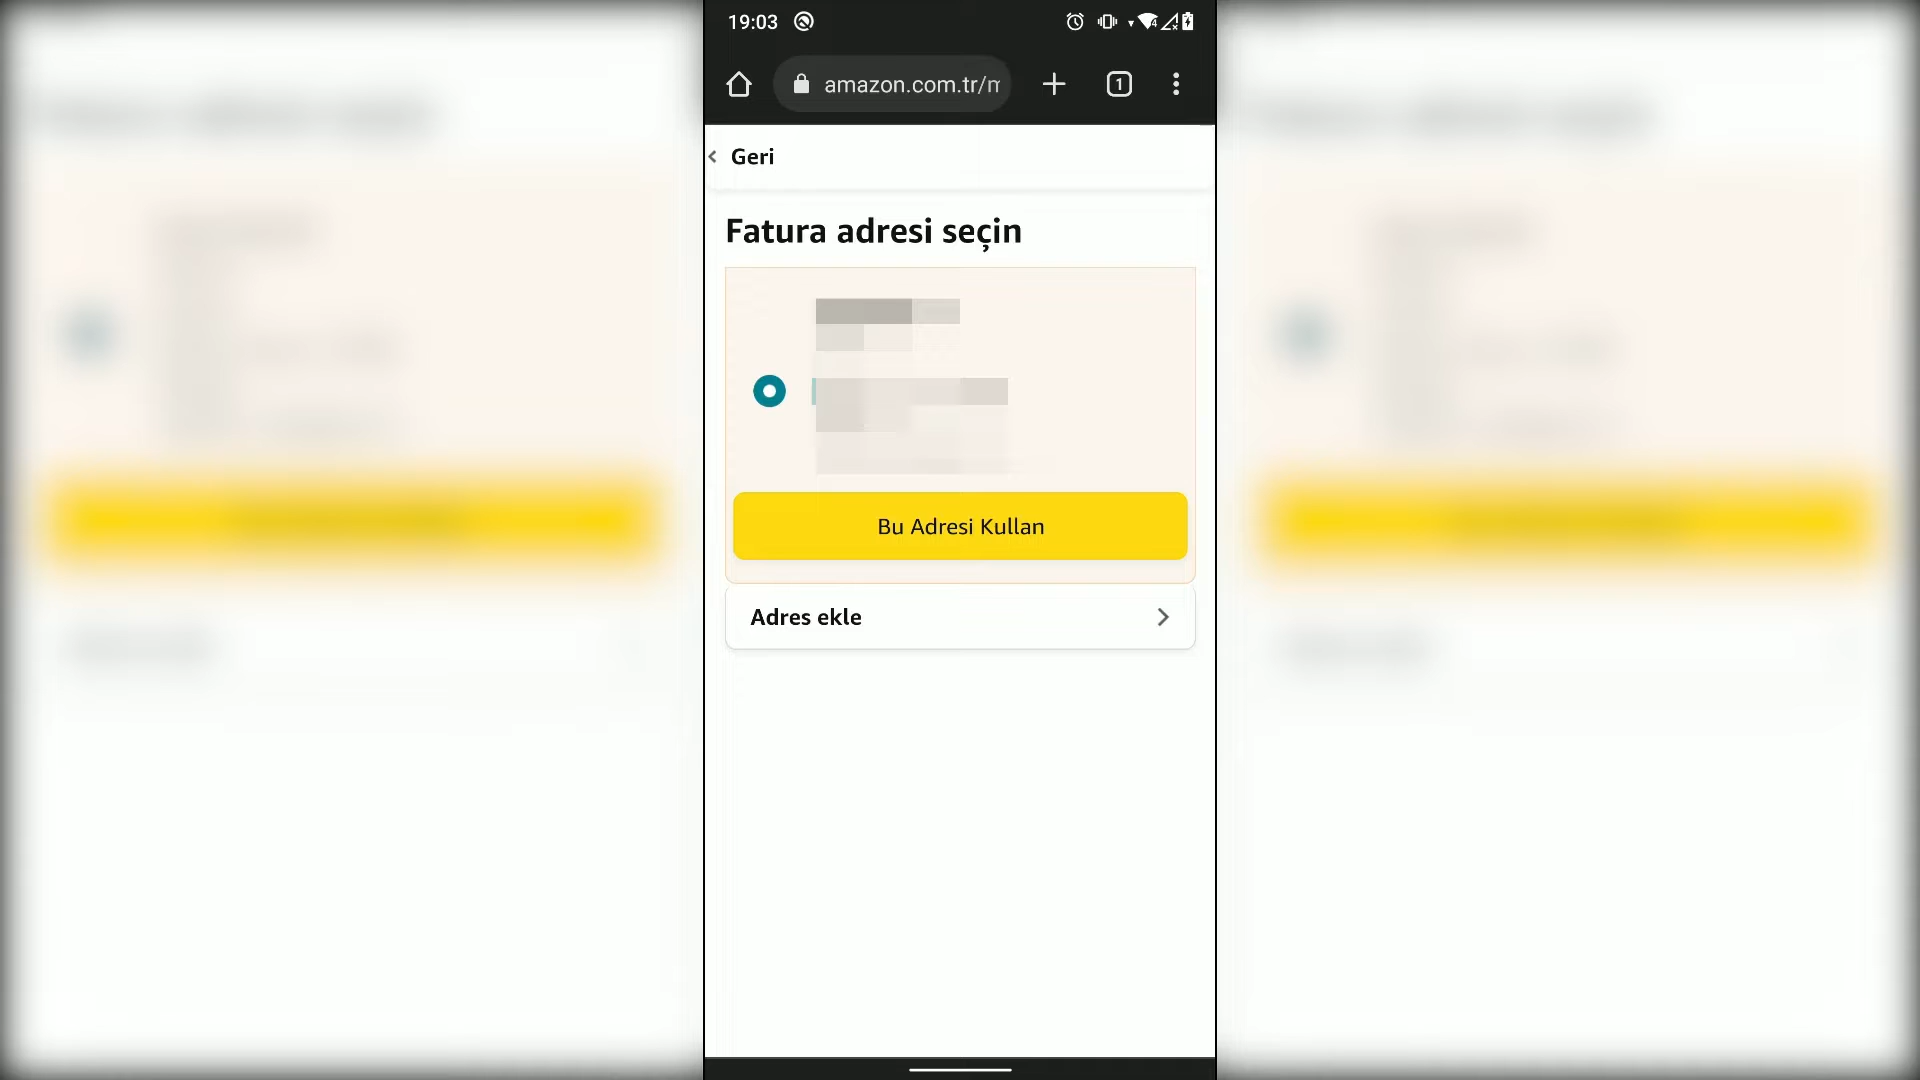 19:03
amazon.com.tr/m
1
Geri
Fatura adresi seçin
Bu Adresi Kullan
Adres ekle